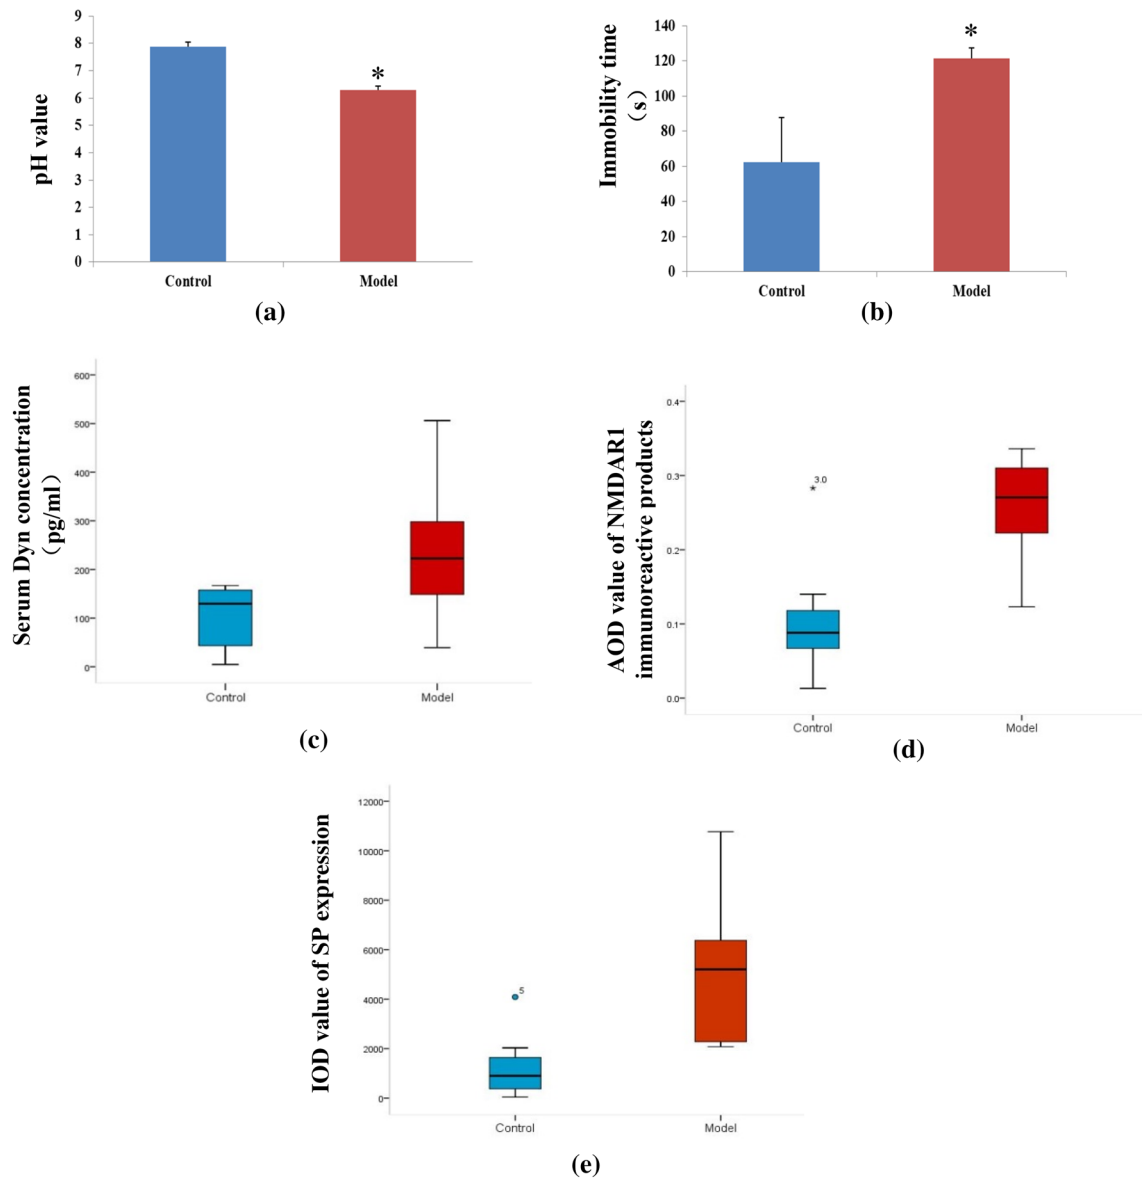 9
8
7
6
5
4
3
2
1
0
pH value
*
Control
Model
(a)
140
120
100
80
60
40
20
0
Immobility time
（s）
*
Control
Model
(b)
600
500
400
300
200
100
0
Serum Dyn concentration
（pg/ml）
Control
Model
(c)
0.4
0.3
0.2
0.1
0.0
AOD value of NMDAR1
immunoreactive products
3.0
*
Control
Model
(d)
12000
10000
8000
6000
4000
2000
0
IOD value of SP expression
5
Control
Model
(e)